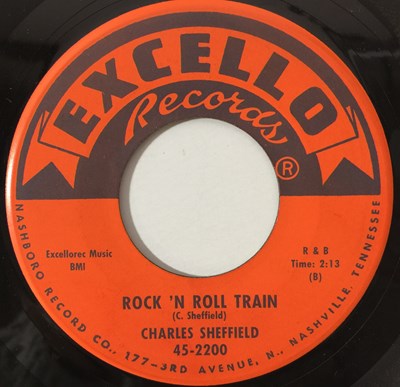 EXCELLO
Records
®
Excellorec Music
BMI
R & B
Time: 2:13
(B)
ROCK 'N ROLL TRAIN
(C. Sheffield)
CHARLES SHEFFIELD
45-2200
NASHBORO RECORD CO., 177-3RD AVENUE, N., NASHVILLE, TENNESSEE